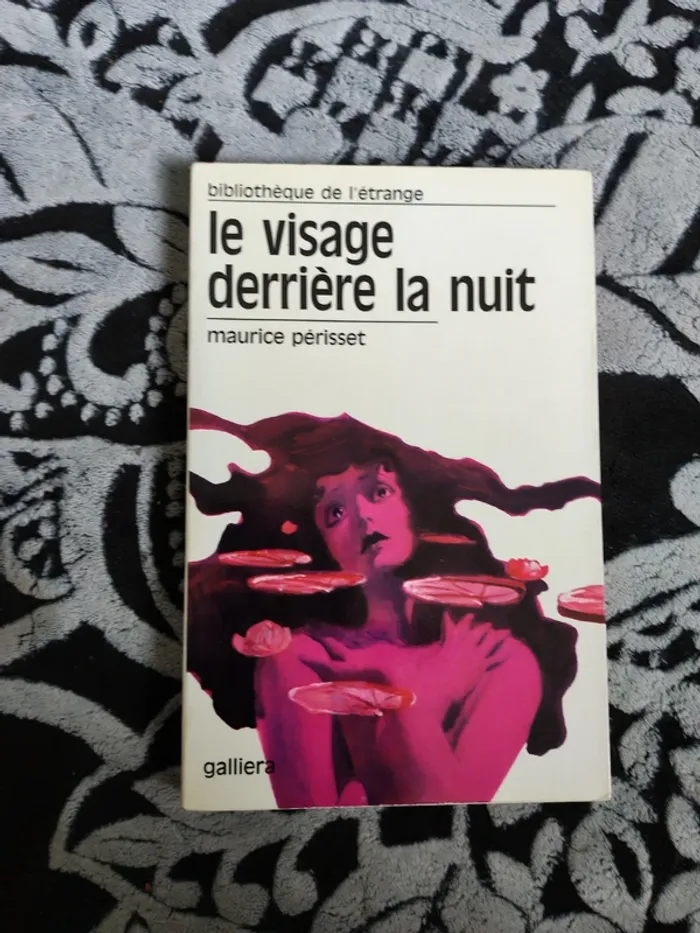 bibliothèque de l'étrange
le visage
derrière la nuit
maurice périsset
galliera